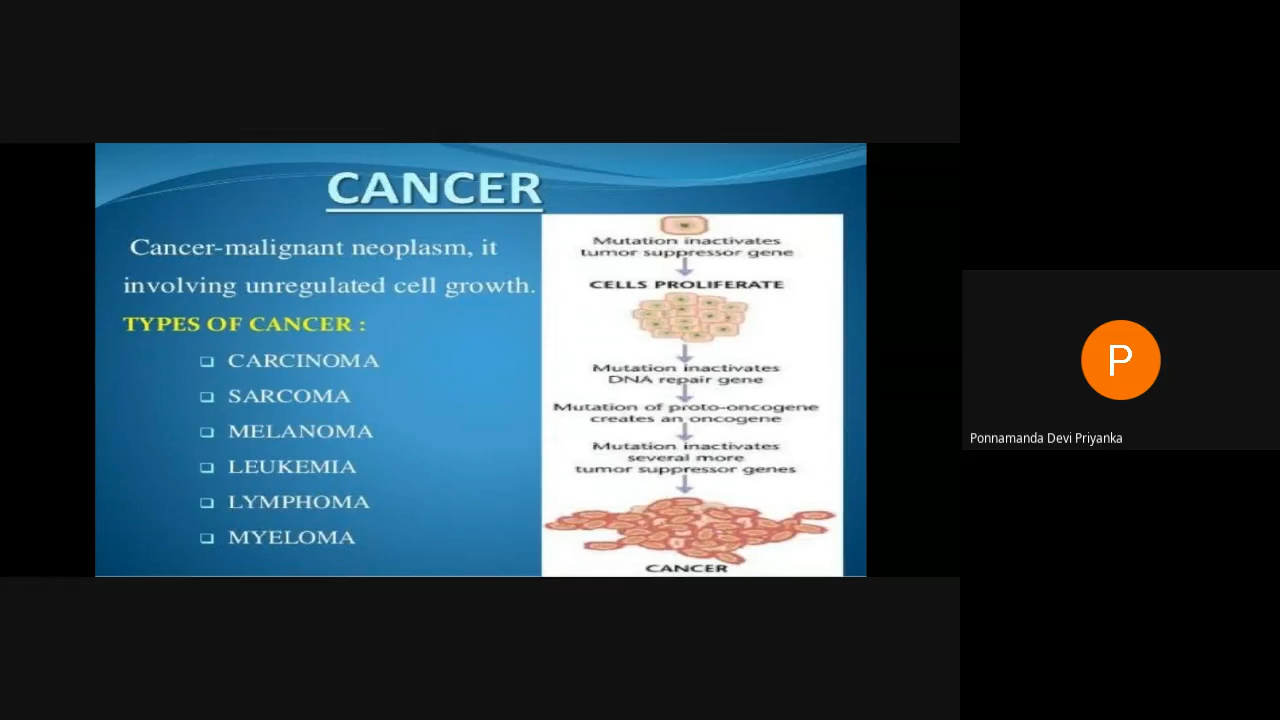 CANCER
Cancer-malignant neoplasm, it
involving unregulated cell growth.
TYPES OF CANCER :
CARCINOMA
SARCOMA
MELANOMA
LEUKEMIA
LYMPHOMA
MYELOMA
Mutation inactivates
tumor suppressor gene
CELLS PROLIFERATE
Mutation inactivates
DNA repair gene
Mutation of proto-oncogene
creates an oncogene
Mutation inactivates
several more
tumor suppressor genes
CANCER
P
Ponnamanda Devi Priyanka